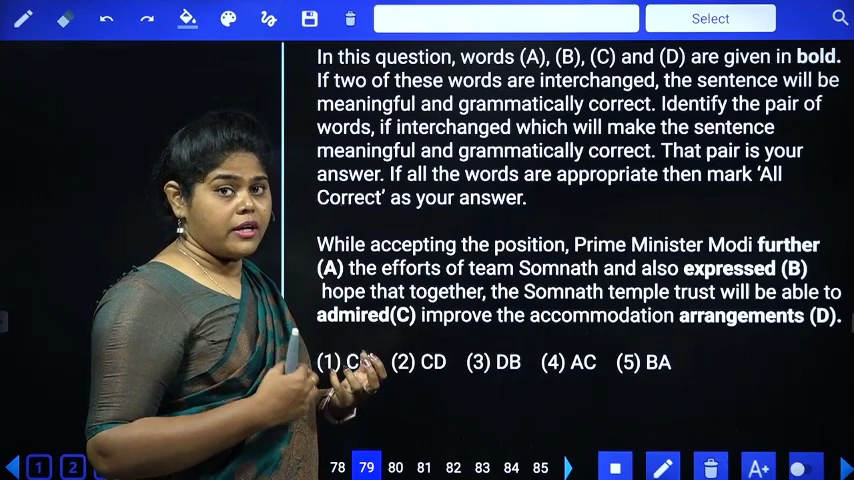 Select
In this question, words (A), (B), (C) and (D) are given in bold.
If two of these words are interchanged, the sentence will be
meaningful and grammatically correct. Identify the pair of
words, if interchanged which will make the sentence
meaningful and grammatically correct. That pair is your
answer. If all the words are appropriate then mark ‘All
Correct’ as your answer.
While accepting the position, Prime Minister Modi further
(A) the efforts of team Somnath and also expressed (B)
hope that together, the Somnath temple trust will be able to
admired(C) improve the accommodation arrangements (D).
(1) C (2) CD (3) DB (4) AC (5) BA
1 2 78 79 80 81 82 83 84 85 A+